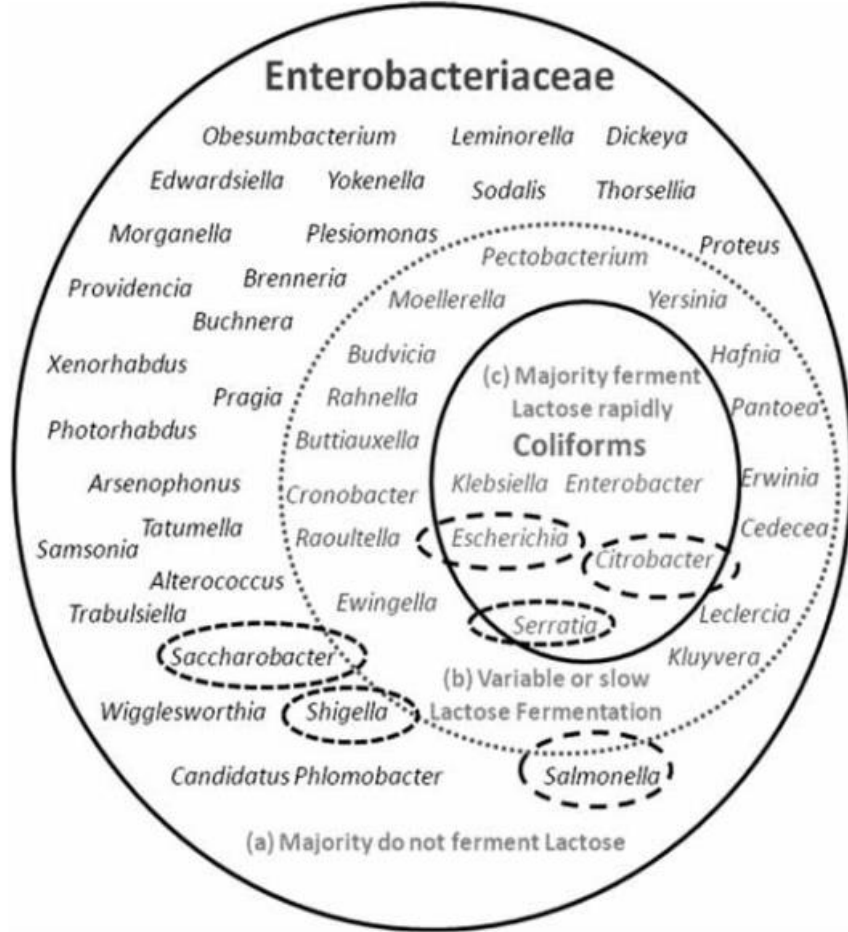 Enterobacteriaceae
Obesumbacterium Leminorella Dickeya
Edwardsiella Yokenella Sodalis Thorsellia
Morganella Plesiomonas Proteus
Pectobacterium
Providencia Brenneria Moellerella Yersinia
Buchnera
Xenorhabdus Budvicia Hafnia
(c) Majority ferment
Pragia Rahnella Lactose rapidly Pantoea
Photorhabdus Buttiauxella Coliforms
Arsenophonus Cronobacter Klebsiella Enterobacter Erwinia
Tatumella Raoultella Escherichia Cedecea
Samsonia Citrobacter
Alterococcus
Trabulsiella Ewingella Serratia Leclercia
Saccharobacter Kluyvera
(b) Variable or slow
Wigglesworthia Shigella Lactose Fermentation
Candidatus Phlomobacter Salmonella
(a) Majority do not ferment Lactose